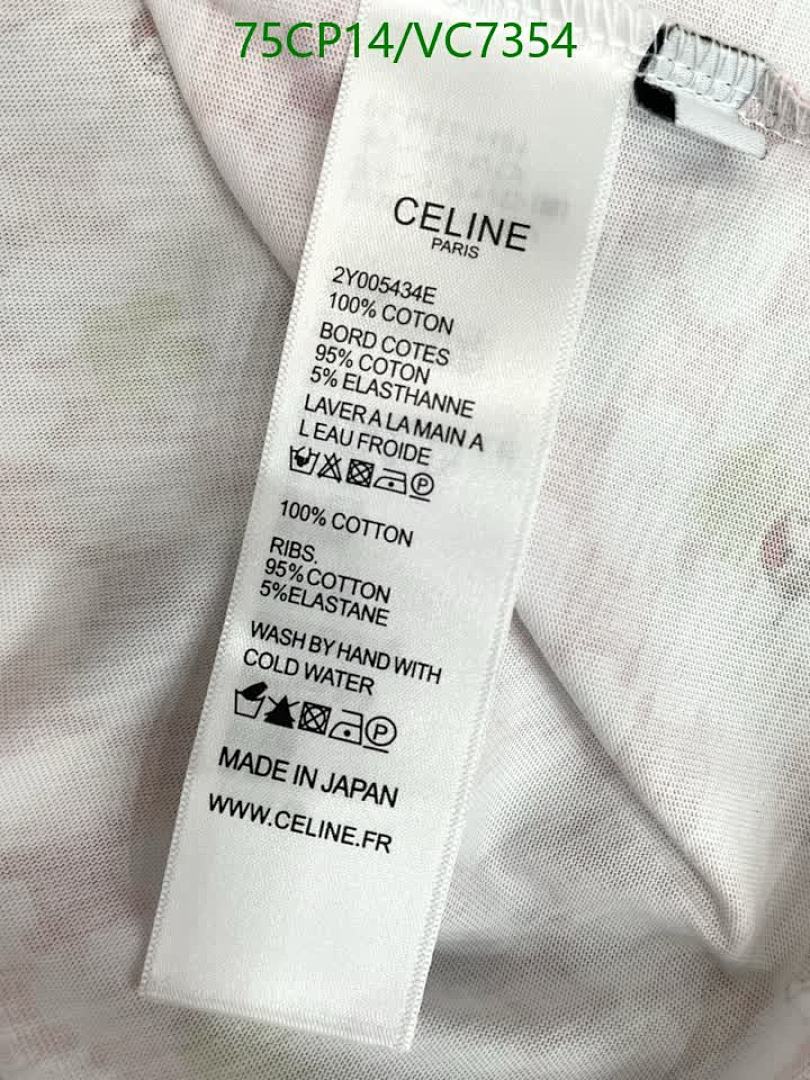 75CP14/VC7354
CELINE
PARIS
2Y005434E
100% COTON
BORD COTES
95% COTON
5% ELASTHANNE
LAVER A LA MAIN A
L EAU FROIDE
P
100% COTTON
RIBS.
95%COTTON
5%ELASTANE
WASH BY HAND WITH
COLD WATER
P
MADE IN JAPAN
WWW.CELINE.FR